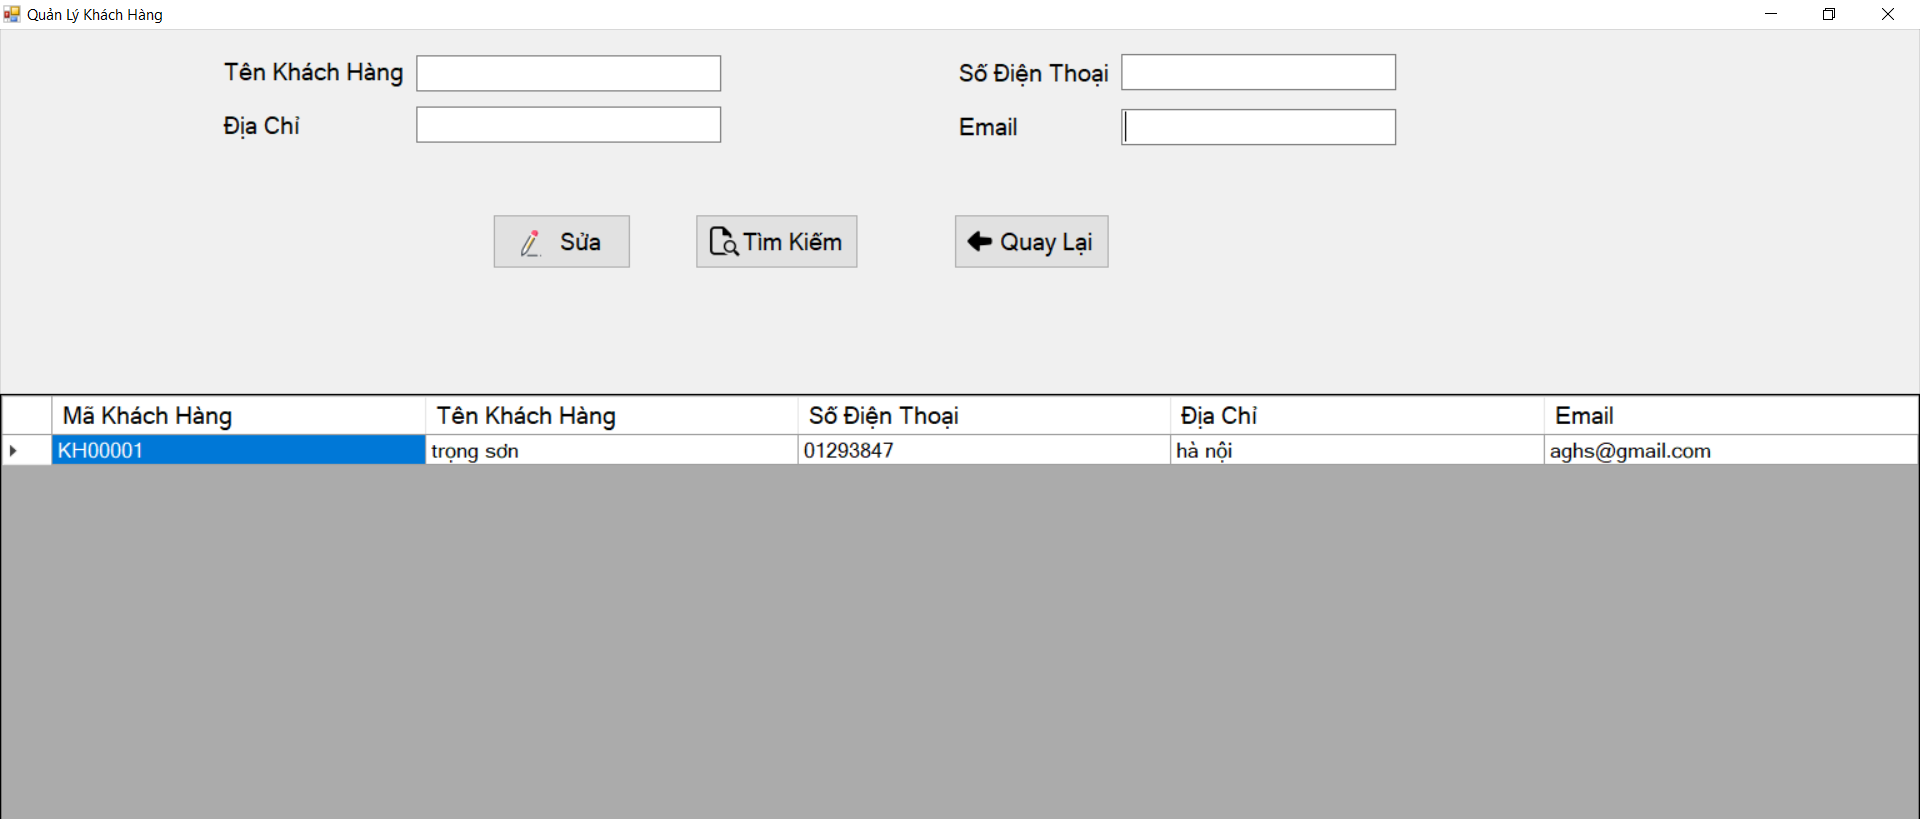 Quản Lý Khách Hàng
Tên Khách Hàng
Số Điện Thoại
Địa Chỉ
Email
Sửa
Tìm Kiếm
Quay Lại
Mã Khách Hàng Tên Khách Hàng Số Điện Thoại Địa Chỉ Email
KH00001 trọng sơn 01293847 hà nội aghs@gmail.com